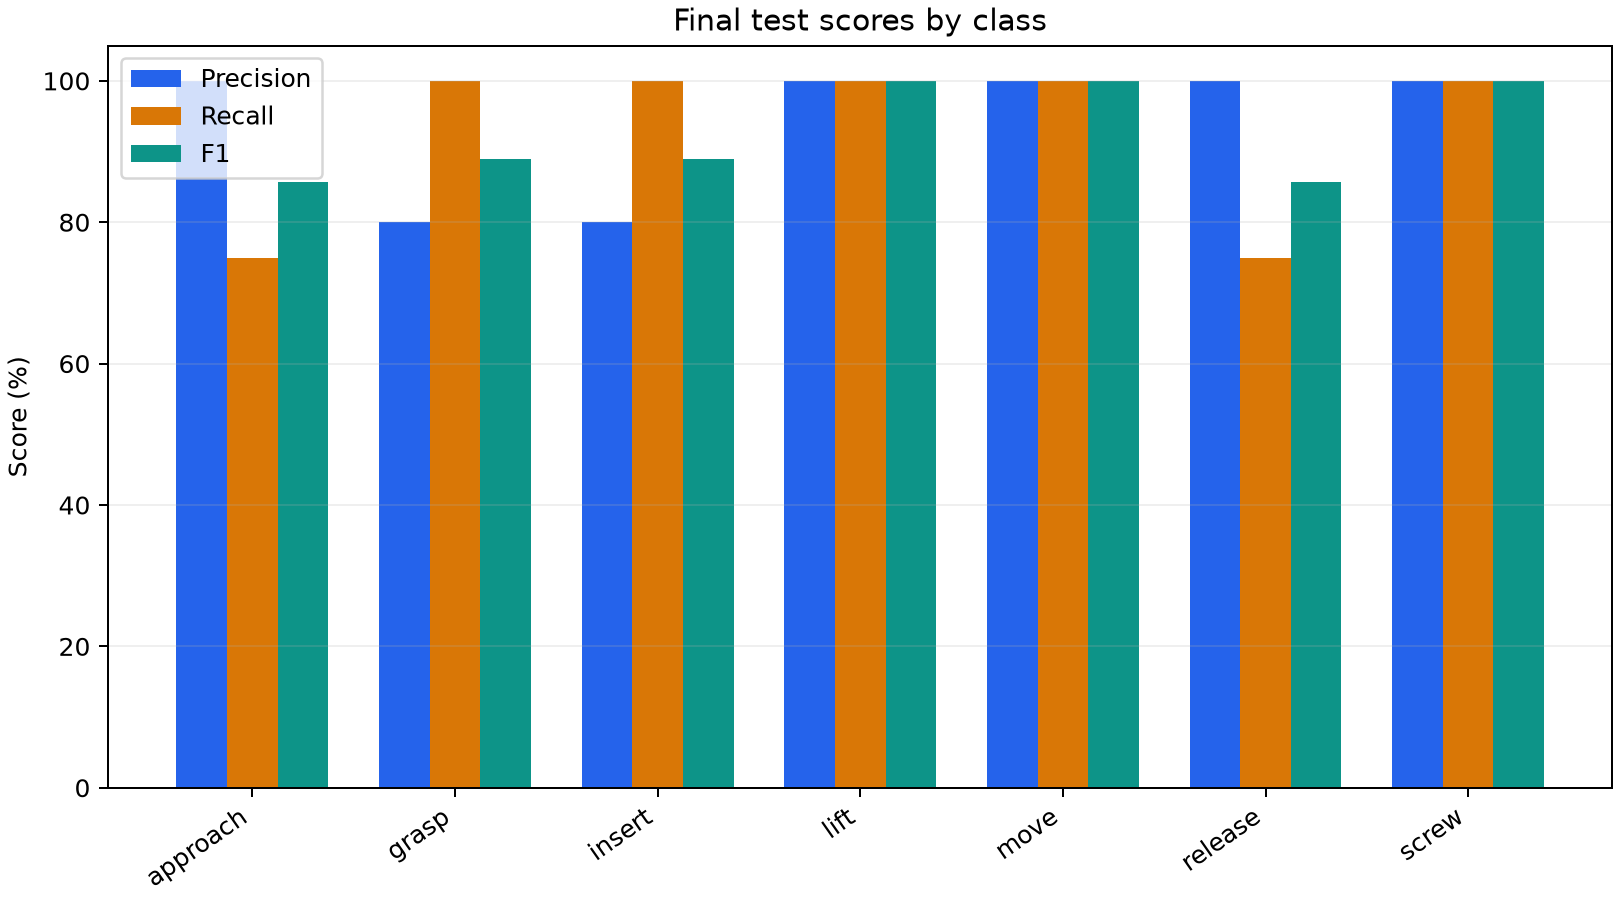 Final test scores by class
Precision
Recall
F1
Score (%)
100
80
60
40
20
0
approach
grasp
insert
lift
move
release
screw